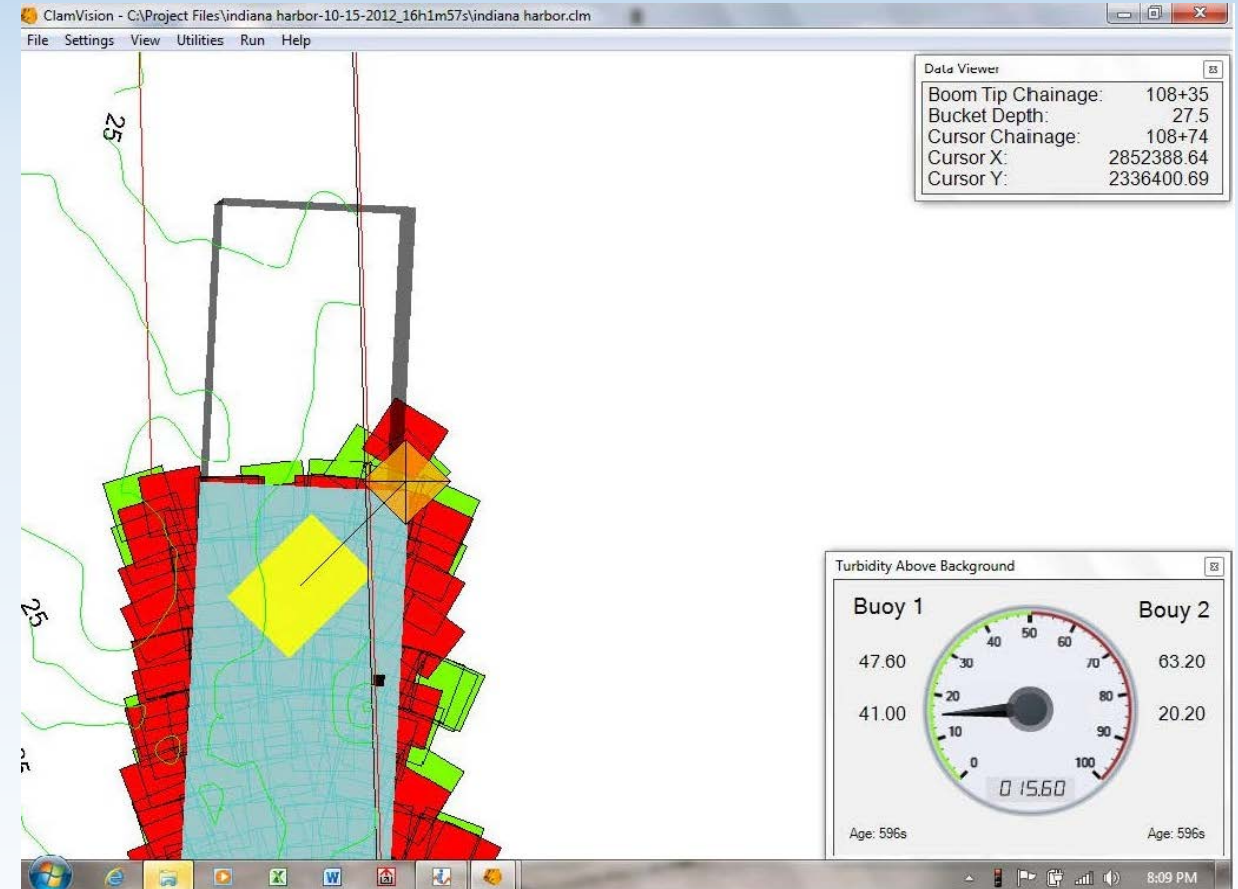 ClamVision - C:\Project Files\indiana harbor-10-15-2012_16h1m57s\indiana harbor.clm
File Settings View Utilities Run Help
Data Viewer
Boom Tip Chainage: 108+35
Bucket Depth: 27.5
Cursor Chainage: 108+74
Cursor X: 2852388.64
Cursor Y: 2336400.69
25
25
Turbidity Above Background
Buoy 1 Bouy 2
47.60 63.20
41.00 20.20
0 10 20 30 40 50 60 70 80 90 100
015.60
Age: 596s Age: 596s
8:09 PM